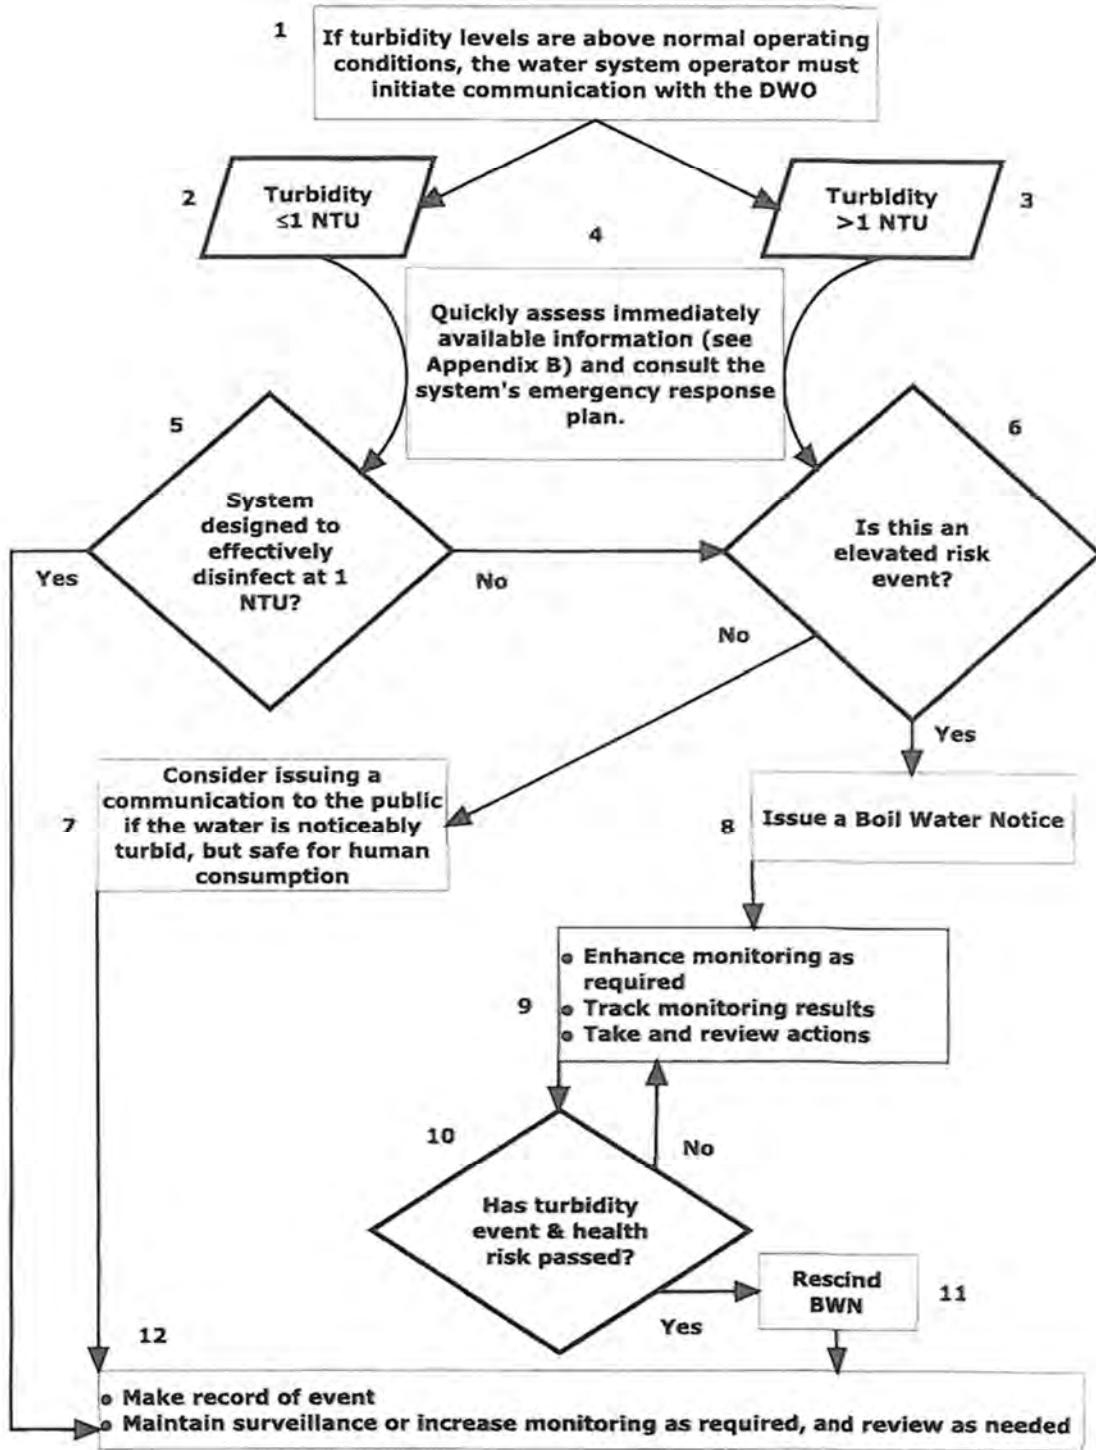 1
If turbidity levels are above normal operating
conditions, the water system operator must
initiate communication with the DWO
2
Turbidity
≤1 NTU
Turbidity
>1 NTU
3
4
Quickly assess immediately
available information (see
Appendix B) and consult the
system's emergency response
plan.
5
System
designed to
effectively
disinfect at 1
NTU?
Yes
No
6
Is this an
elevated risk
event?
No
Yes
7
Consider issuing a
communication to the public
if the water is noticeably
turbid, but safe for human
consumption
8
Issue a Boil Water Notice
9
• Enhance monitoring as
required
• Track monitoring results
• Take and review actions
10
Has turbidity
event & health
risk passed?
No
Yes
Rescind
BWN
11
12
• Make record of event
• Maintain surveillance or increase monitoring as required, and review as needed